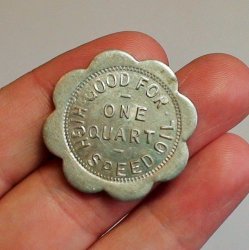 GOOD FOR
ONE
QUART
HIGH SPEED OIL